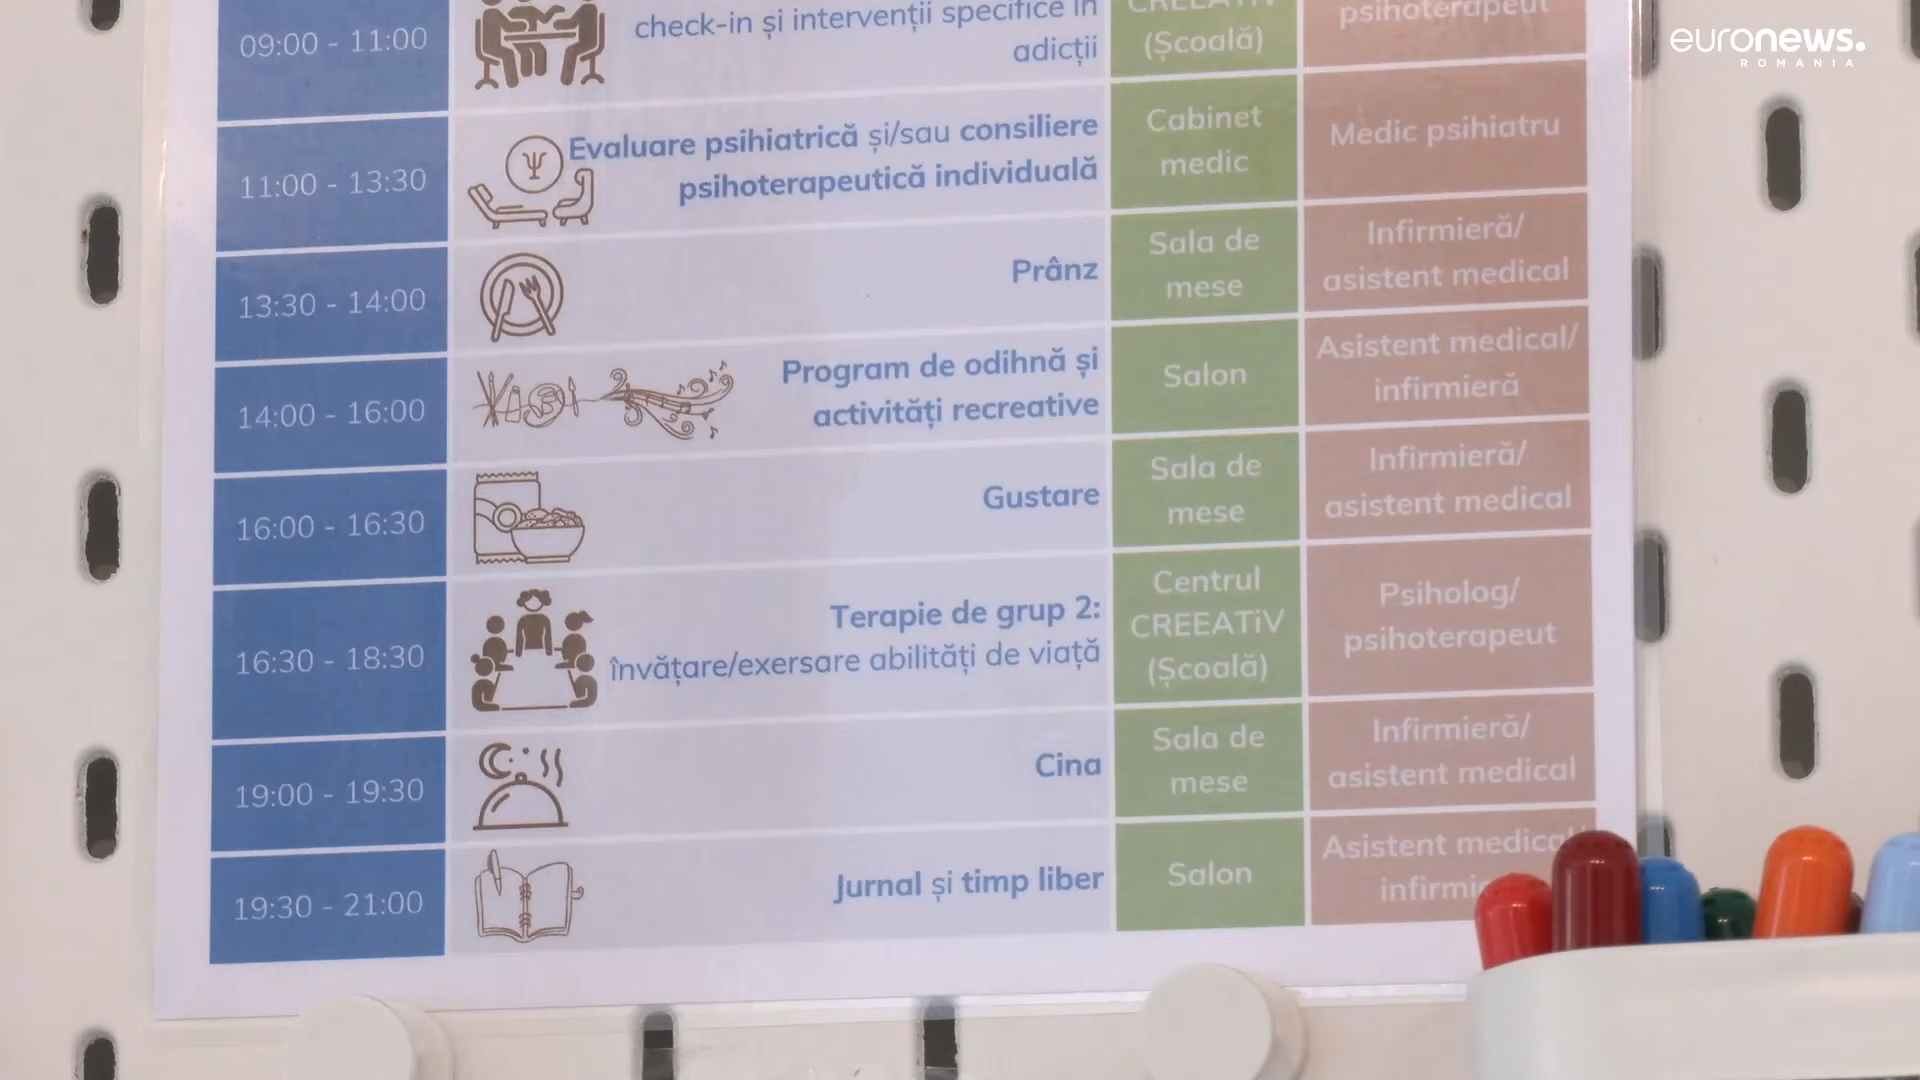 euronews.
ROMANIA
09:00 - 11:00
check-in și intervenții specifice în
adicții
CREEATiV
(Școală)
psihoterapeut
11:00 - 13:30
Evaluare psihiatrică și/sau consiliere
psihoterapeutică individuală
Cabinet
medic
Medic psihiatru
13:30 - 14:00
Prânz
Sala de
mese
Infirmieră/
asistent medical
14:00 - 16:00
Program de odihnă și
activități recreative
Salon
Asistent medical/
infirmieră
16:00 - 16:30
Gustare
Sala de
mese
Infirmieră/
asistent medical
16:30 - 18:30
Terapie de grup 2:
învățare/exersare abilități de viață
Centrul
CREEATiV
(Școală)
Psiholog/
psihoterapeut
19:00 - 19:30
Cina
Sala de
mese
Infirmieră/
asistent medical
19:30 - 21:00
Jurnal și timp liber
Salon
Asistent medical/